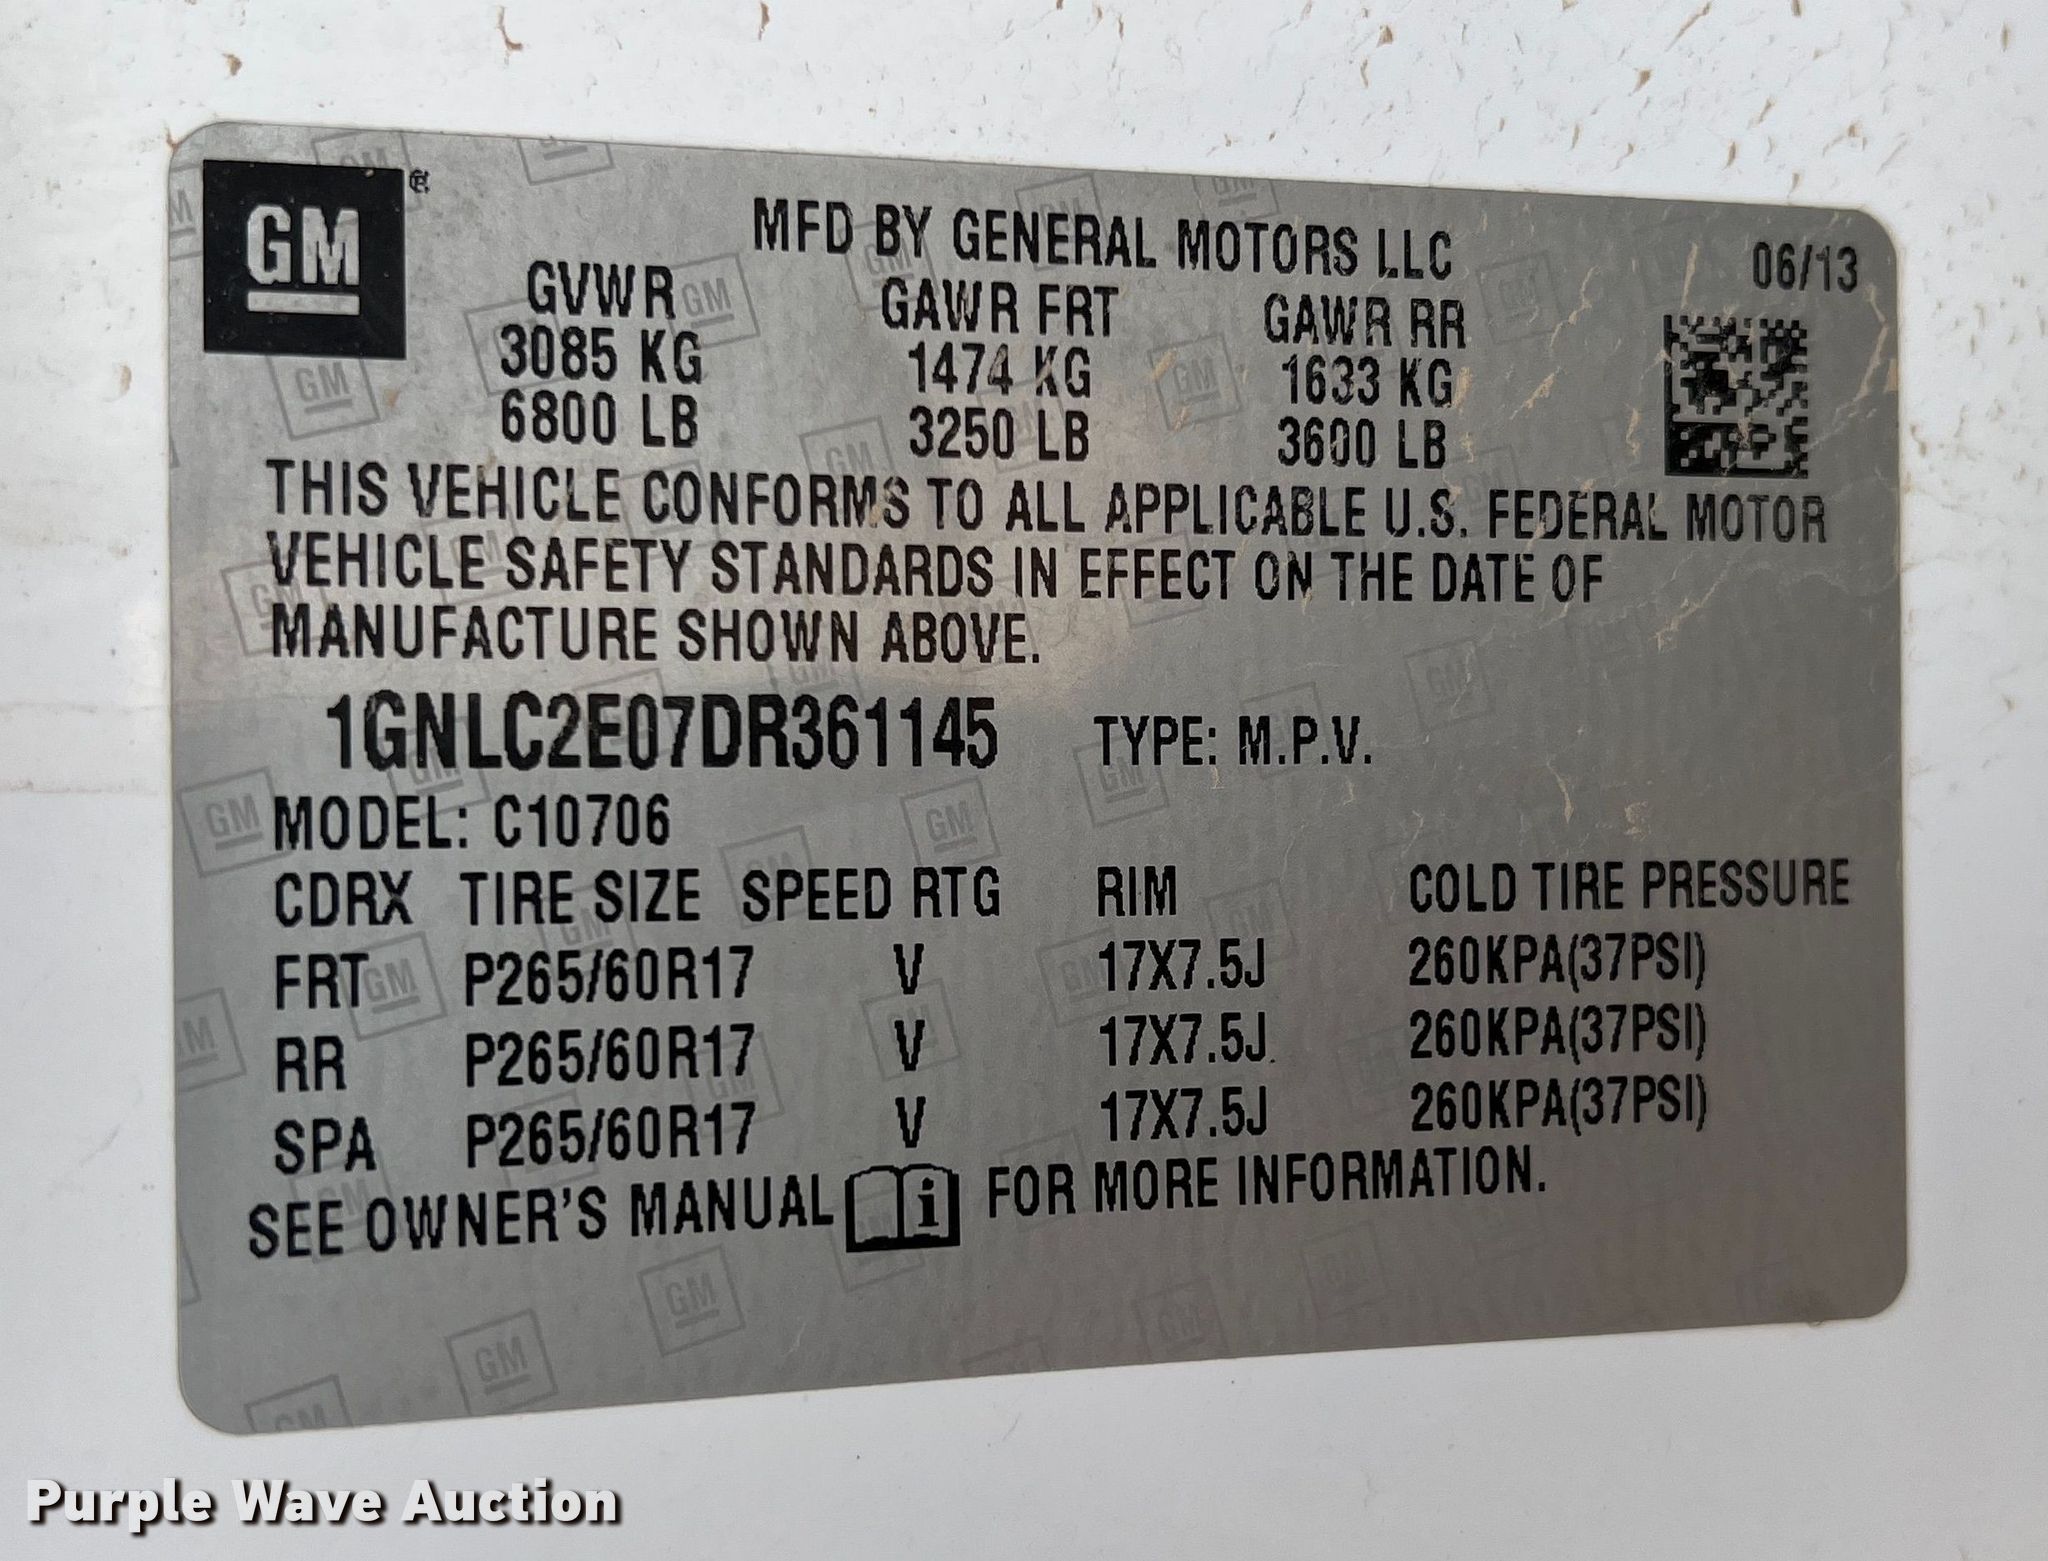 GM
MFD BY GENERAL MOTORS LLC 06/13
GVWR GAWR FRT GAWR RR
3085 KG 1474 KG 1633 KG
6800 LB 3250 LB 3600 LB
THIS VEHICLE CONFORMS TO ALL APPLICABLE U.S. FEDERAL MOTOR
VEHICLE SAFETY STANDARDS IN EFFECT ON THE DATE OF
MANUFACTURE SHOWN ABOVE.
1GNLC2E07DR361145 TYPE: M.P.V.
MODEL: C10706
CDRX TIRE SIZE SPEED RTG RIM COLD TIRE PRESSURE
FRT P265/60R17 V 17X7.5J 260KPA(37PSI)
RR P265/60R17 V 17X7.5J 260KPA(37PSI)
SPA P265/60R17 V 17X7.5J 260KPA(37PSI)
SEE OWNER'S MANUAL i FOR MORE INFORMATION.
Purple Wave Auction